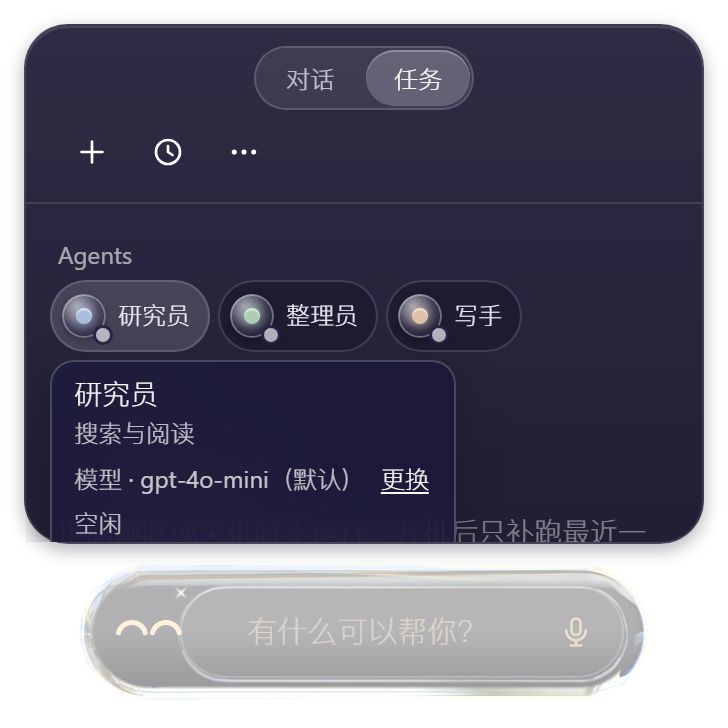 对话 任务
Agents
研究员 整理员 写手
研究员
搜索与阅读
模型 · gpt-4o-mini（默认） 更换
空闲
后只补跑最近一
有什么可以帮你？